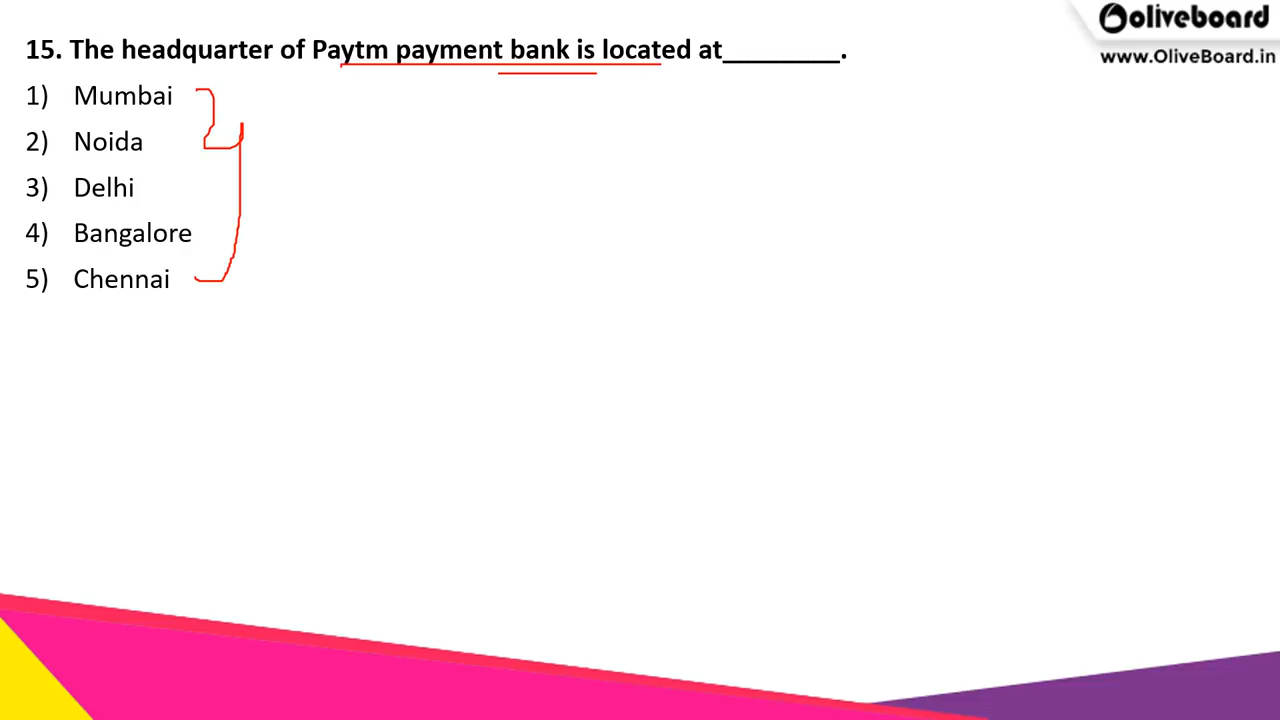 oliveboard
www.OliveBoard.in
15. The headquarter of Paytm payment bank is located at________.
1) Mumbai
2) Noida
3) Delhi
4) Bangalore
5) Chennai